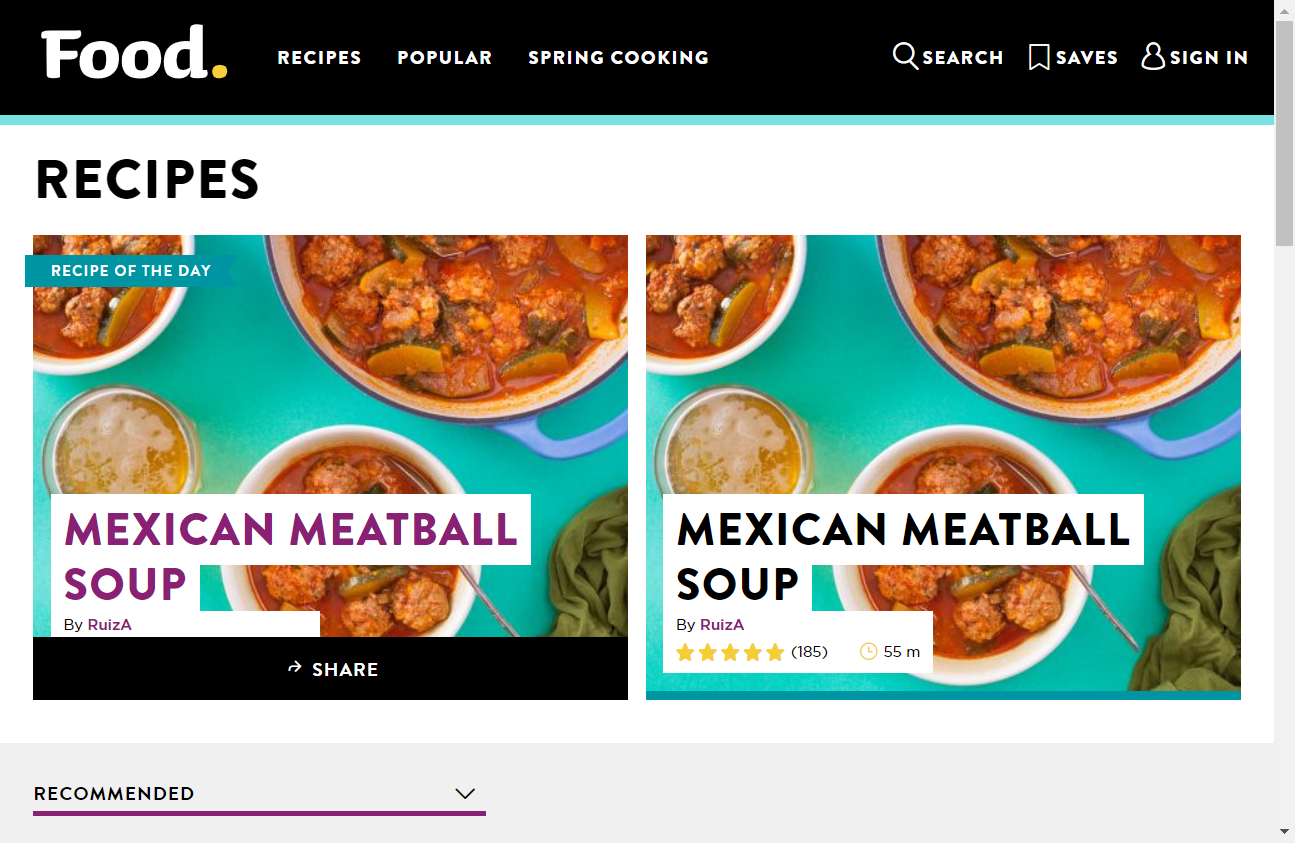 Food.
RECIPES
POPULAR
SPRING COOKING
SEARCH
SAVES
SIGN IN
RECIPES
RECIPE OF THE DAY
MEXICAN MEATBALL
SOUP
By RuizA
SHARE
MEXICAN MEATBALL
SOUP
By RuizA
(185)
55 m
RECOMMENDED